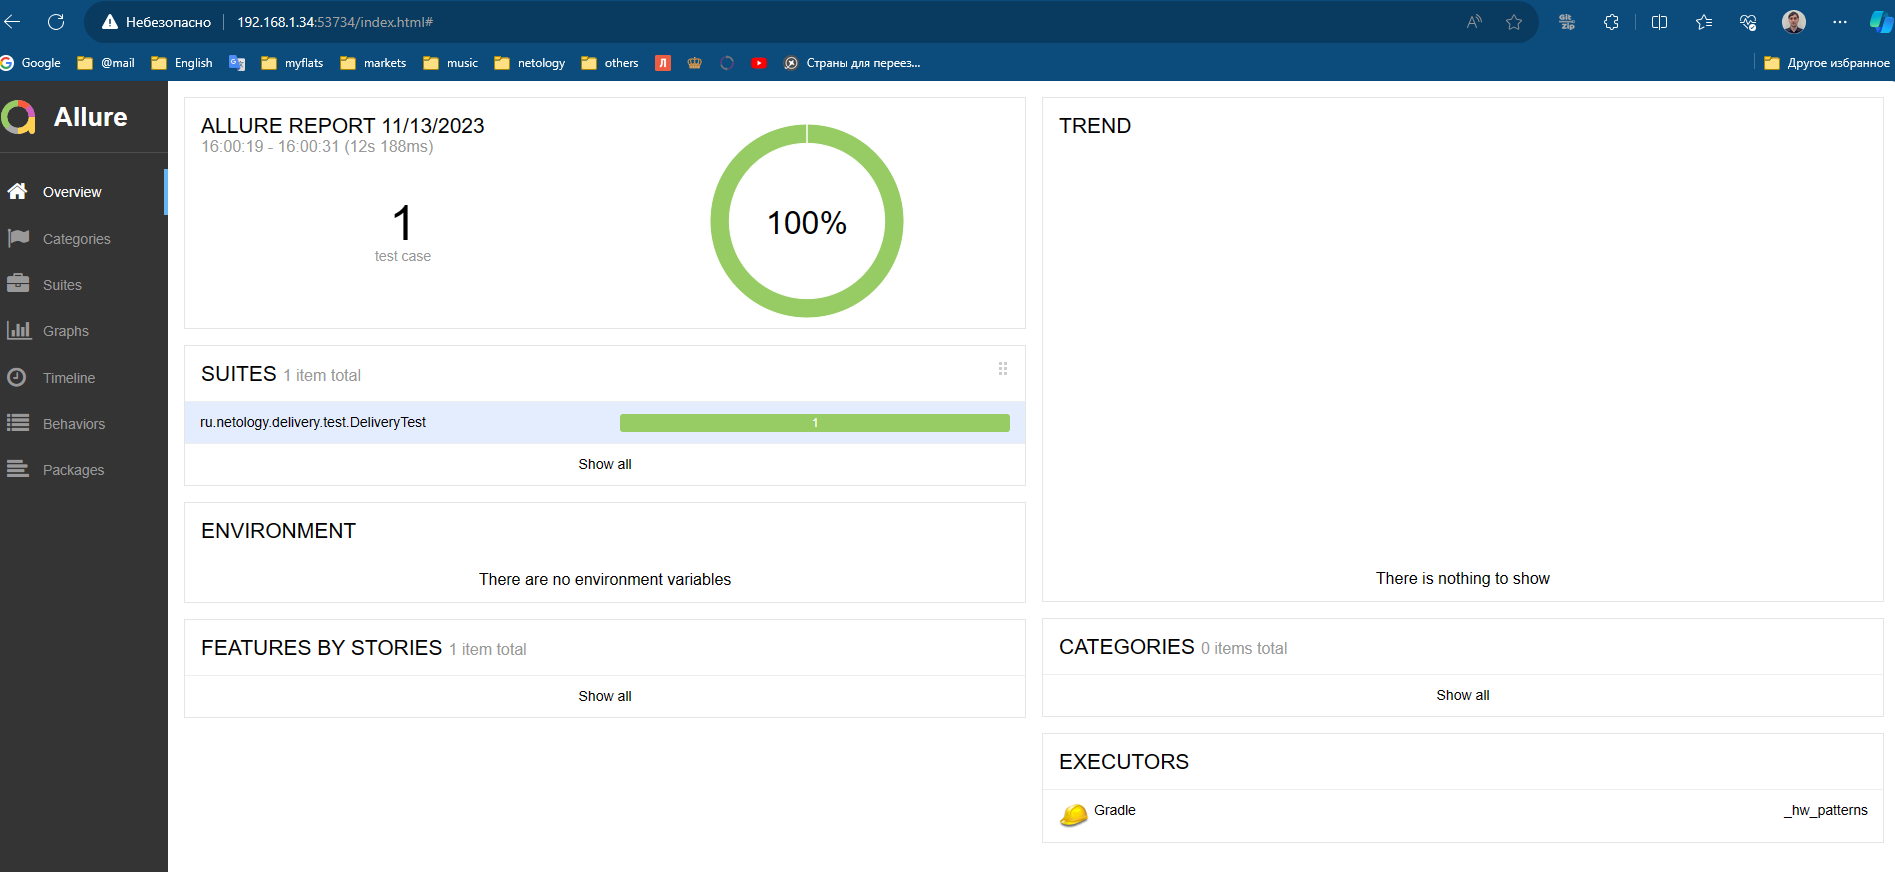 Небезопасно
192.168.1.34:53734/index.html#
Git
zip
Google
@mail
English
myflats
markets
music
netology
others
Л
Страны для переез...
Другое избранное
Allure
Overview
Categories
Suites
Graphs
Timeline
Behaviors
Packages
ALLURE REPORT 11/13/2023
16:00:19 - 16:00:31 (12s 188ms)
1
test case
100%
SUITES 1 item total
ru.netology.delivery.test.DeliveryTest
1
Show all
ENVIRONMENT
There are no environment variables
FEATURES BY STORIES 1 item total
Show all
TREND
There is nothing to show
CATEGORIES 0 items total
Show all
EXECUTORS
Gradle
_hw_patterns